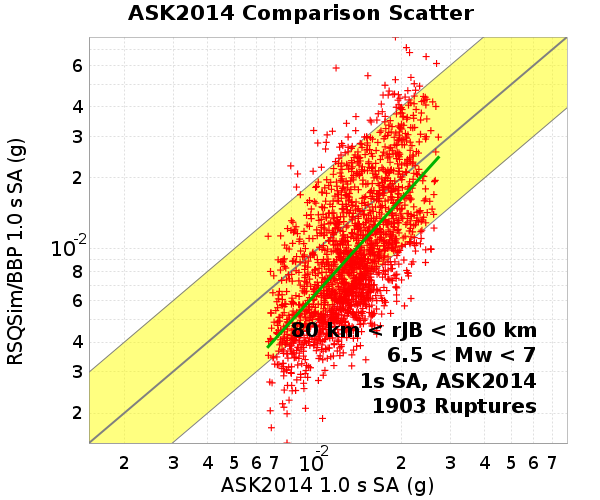 ASK2014 Comparison Scatter
RSQSim/BBP 1.0 s SA (g)
6
4
3
2
10-2
8
6
4
3
2
80 km < rJB < 160 km
6.5 < Mw < 7
1s SA, ASK2014
1903 Ruptures
2 3 4 5 6 7 10-2 2 3 4 5 6 7
ASK2014 1.0 s SA (g)